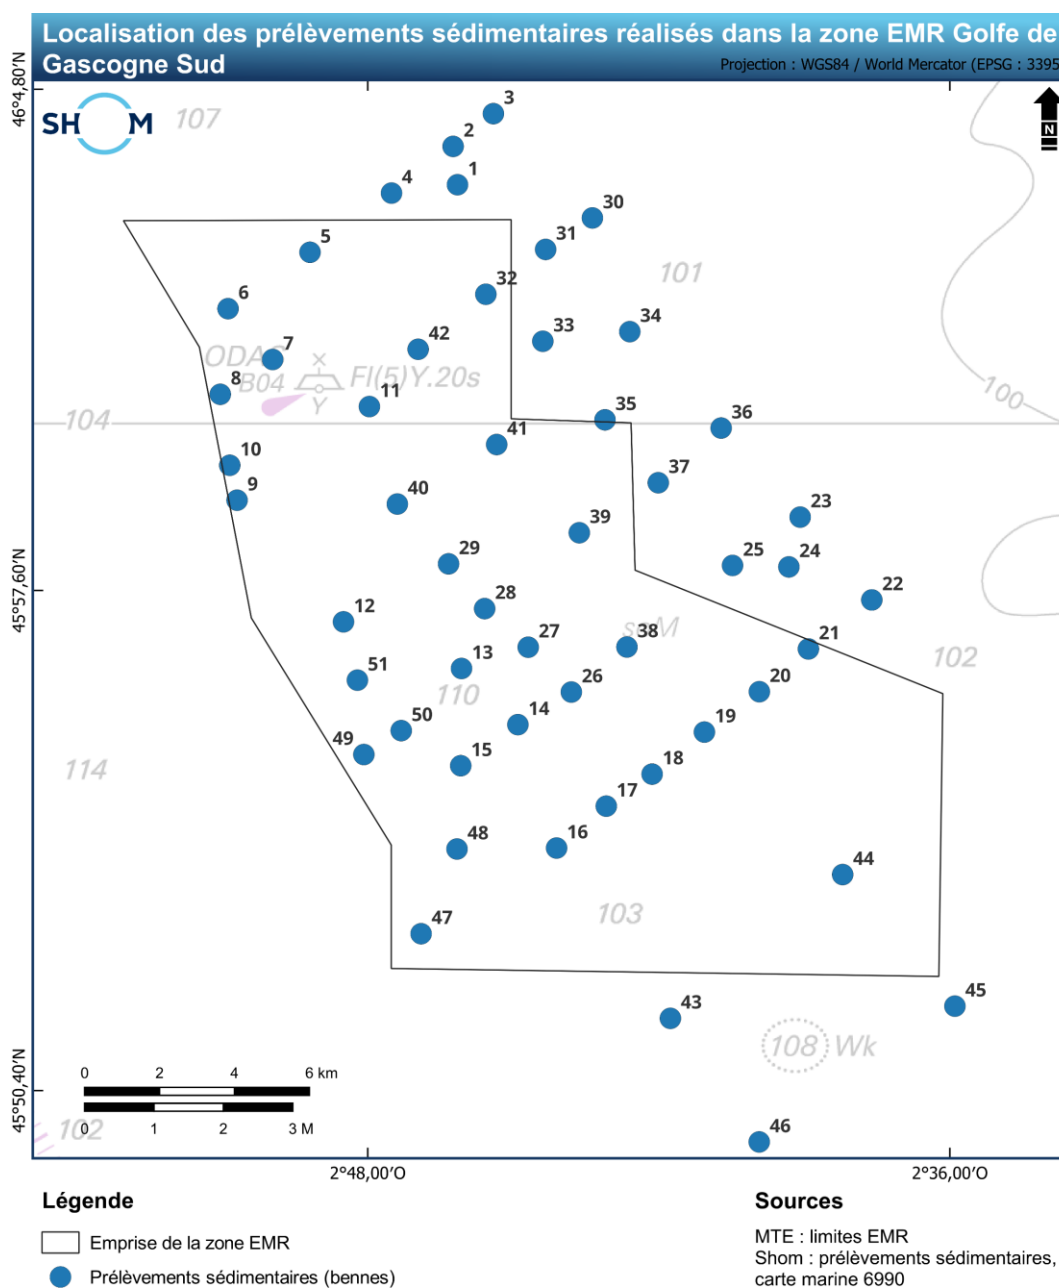 Localisation des prélèvements sédimentaires réalisés dans la zone EMR Golfe de
Gascogne Sud
Projection : WGS84 / World Mercator (EPSG : 3395
46°4,80'N
SHOM
107
3
2
1
4
N
30
5
31
101
32
6
33
34
42
7
ODAS
B04
Fl(5)Y.20s
X
Y
8
11
100
35
36
104
41
10
37
9
40
23
39
25
24
29
45°57,60'N
22
28
12
27
38
21
13
102
51
26
20
110
14
50
19
49
15
114
18
17
48
16
44
103
47
45
43
108
Wk
0 2 4 6 km
45°50,40'N
0 1 2 3 M
102
46
2°48,00'O
2°36,00'O
Légende
Emprise de la zone EMR
Prélèvements sédimentaires (bennes)
Sources
MTE : limites EMR
Shom : prélèvements sédimentaires,
carte marine 6990